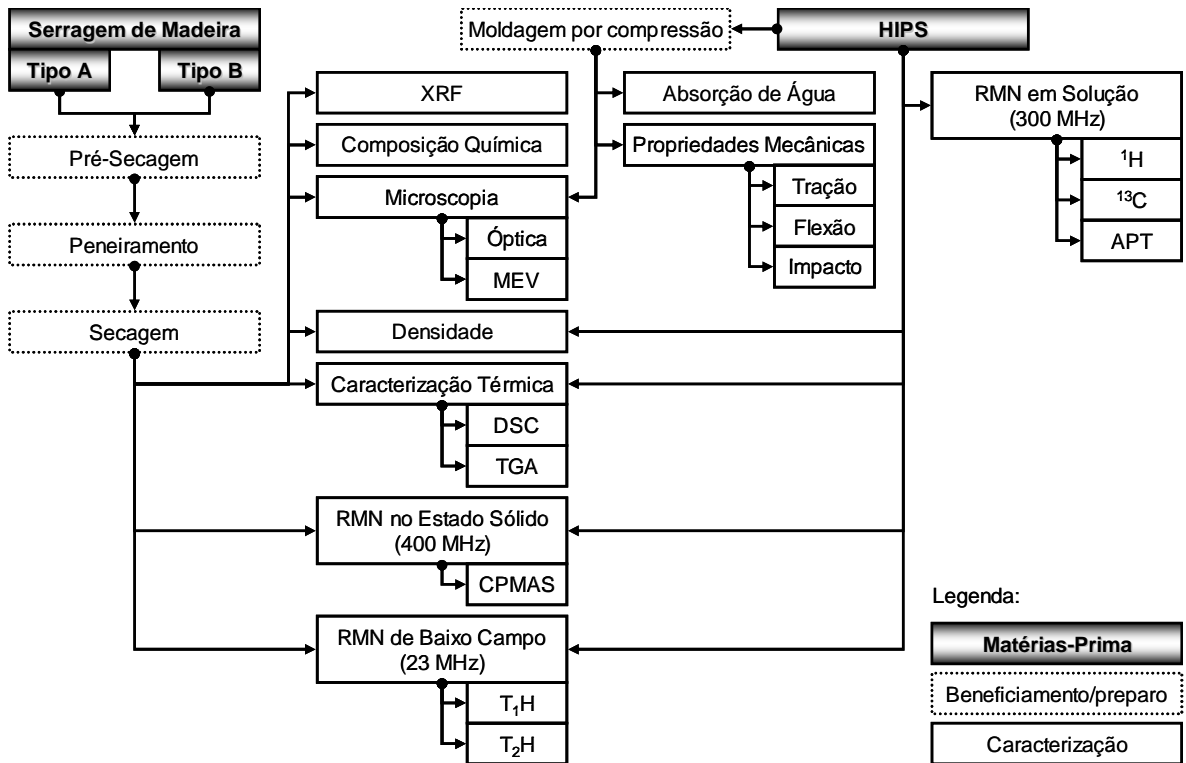 Serragem de Madeira
Tipo A
Tipo B
Pré-Secagem
Peneiramento
Secagem
Moldagem por compressão
HIPS
XRF
Composição Química
Microscopia
Óptica
MEV
Densidade
Caracterização Térmica
DSC
TGA
RMN no Estado Sólido
(400 MHz)
CPMAS
RMN de Baixo Campo
(23 MHz)
T₁H
T₂H
Absorção de Água
Propriedades Mecânicas
Tração
Flexão
Impacto
RMN em Solução
(300 MHz)
¹H
¹³C
APT
Legenda:
Matérias-Prima
Beneficiamento/preparo
Caracterização